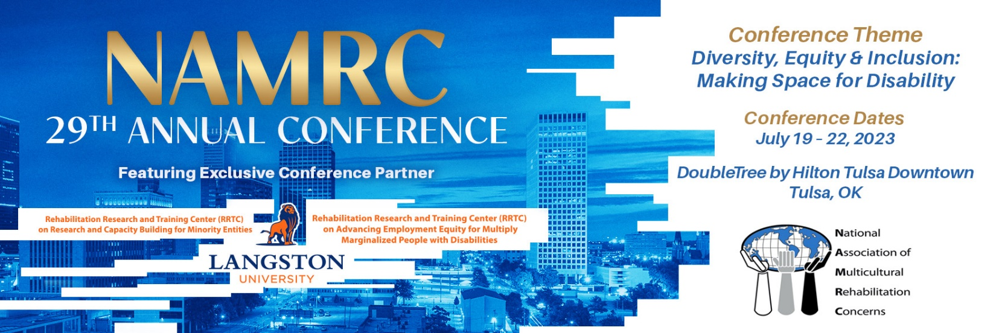 NAMRC
29TH ANNUAL CONFERENCE
Featuring Exclusive Conference Partner
Rehabilitation Research and Training Center (RRTC)
on Research and Capacity Building for Minority Entities
Rehabilitation Research and Training Center (RRTC)
on Advancing Employment Equity for Multiply
Marginalized People with Disabilities
LANGSTON
UNIVERSITY
Conference Theme
Diversity, Equity & Inclusion:
Making Space for Disability
Conference Dates
July 19 - 22, 2023
DoubleTree by Hilton Tulsa Downtown
Tulsa, OK
National
Association of
Multicultural
Rehabilitation
Concerns